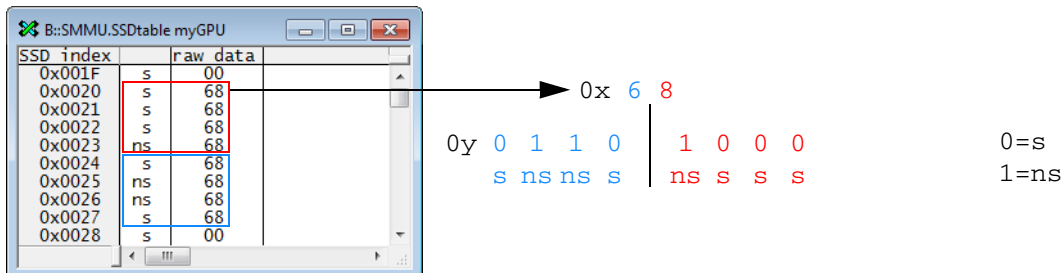 B::SMMU.SSDtable myGPU
SSD index raw data
0x001F s 00
0x0020 s 68
0x0021 s 68
0x0022 s 68
0x0023 ns 68
0x0024 s 68
0x0025 ns 68
0x0026 ns 68
0x0027 s 68
0x0028 s 00
0x 6 8
0y 0 1 1 0 1 0 0 0
s ns ns s ns s s s
0=s
1=ns